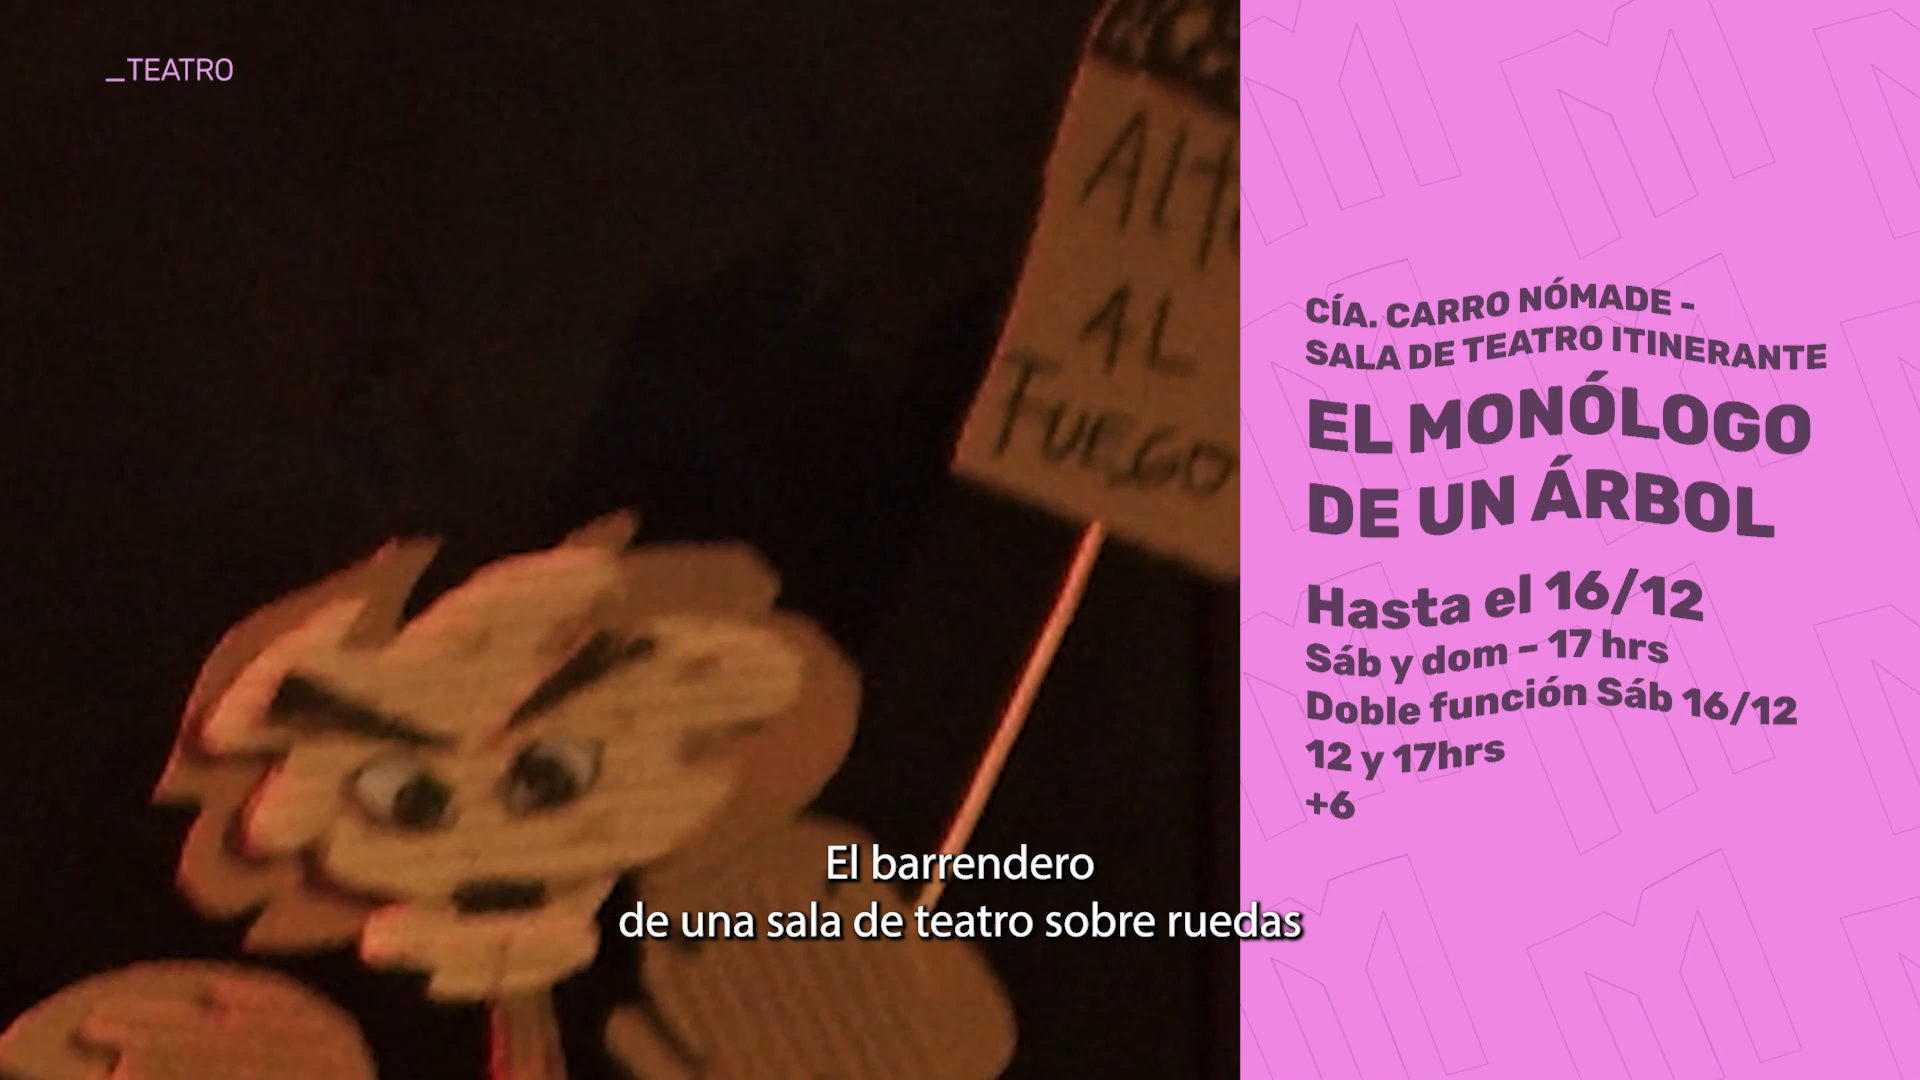 _TEATRO
AL
FUEGO
CÍA. CARRO NÓMADE -
SALA DE TEATRO ITINERANTE
EL MONÓLOGO
DE UN ÁRBOL
Hasta el 16/12
Sáb y dom – 17 hrs
Doble función Sáb 16/12
12 y 17hrs
+6
El barrendero
de una sala de teatro sobre ruedas